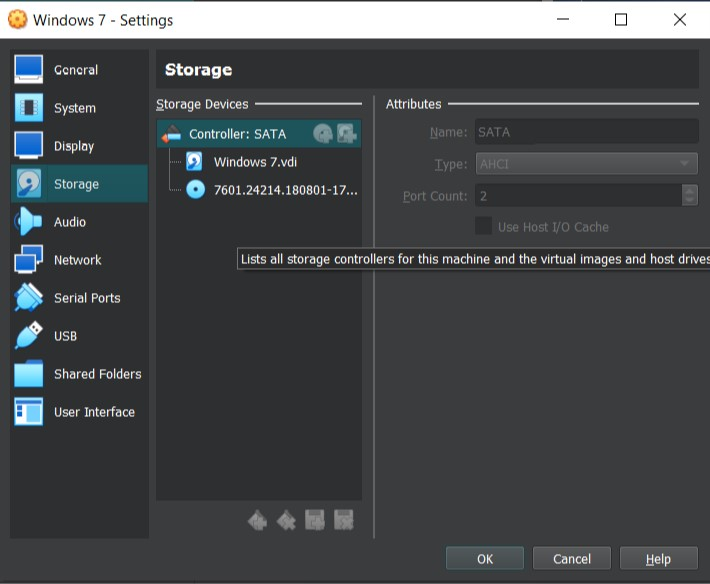 Windows 7 - Settings
General
System
Display
Storage
Audio
Network
Serial Ports
USB
Shared Folders
User Interface
Storage
Storage Devices
Controller: SATA
Windows 7.vdi
7601.24214.180801-17...
Attributes
Name: SATA
Type: AHCI
Port Count: 2
Use Host I/O Cache
Lists all storage controllers for this machine and the virtual images and host drives
OK
Cancel
Help